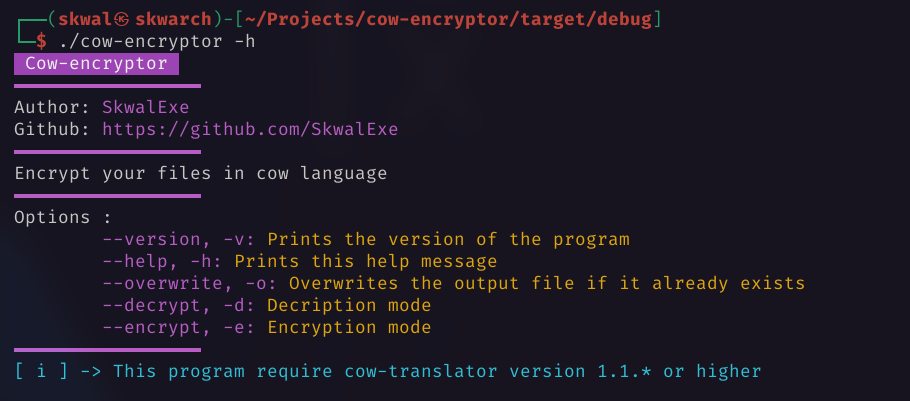 ┌──(skwal㉿skwarch)-[~/Projects/cow-encryptor/target/debug]
└─$ ./cow-encryptor -h
Cow-encryptor
Author: SkwalExe
Github: https://github.com/SkwalExe
Encrypt your files in cow language
Options :
--version, -v: Prints the version of the program
--help, -h: Prints this help message
--overwrite, -o: Overwrites the output file if it already exists
--decrypt, -d: Decription mode
--encrypt, -e: Encryption mode
[ i ] -> This program require cow-translator version 1.1.* or higher